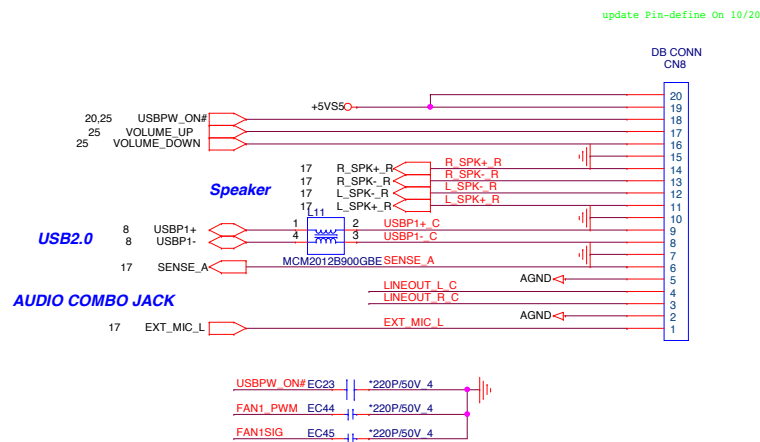 update Pin-define On 10/20
DB CONN
CN8
20
+5VS5 19
20,25 USBPW_ON# 18
25 VOLUME_UP 17
25 VOLUME_DOWN 16
15
17 R_SPK+_R R_SPK+_R 14
17 R_SPK-_R R_SPK-_R 13
Speaker 17 L_SPK-_R L_SPK-_R 12
17 L_SPK+_R L_SPK+_R 11
L11 10
USB2.0 8 USBP1+ 1 2 USBP1+_C 9
8 USBP1- 4 3 USBP1-_C 8
7
17 SENSE_A MCM2012B900GBE SENSE_A 6
AGND 5
AUDIO COMBO JACK LINEOUT_L_C 4
LINEOUT_R_C 3
AGND 2
17 EXT_MIC_L EXT_MIC_L 1
USBPW_ON# EC23 *220P/50V_4
FAN1_PWM EC44 *220P/50V_4
FAN1SIG EC45 *220P/50V_4